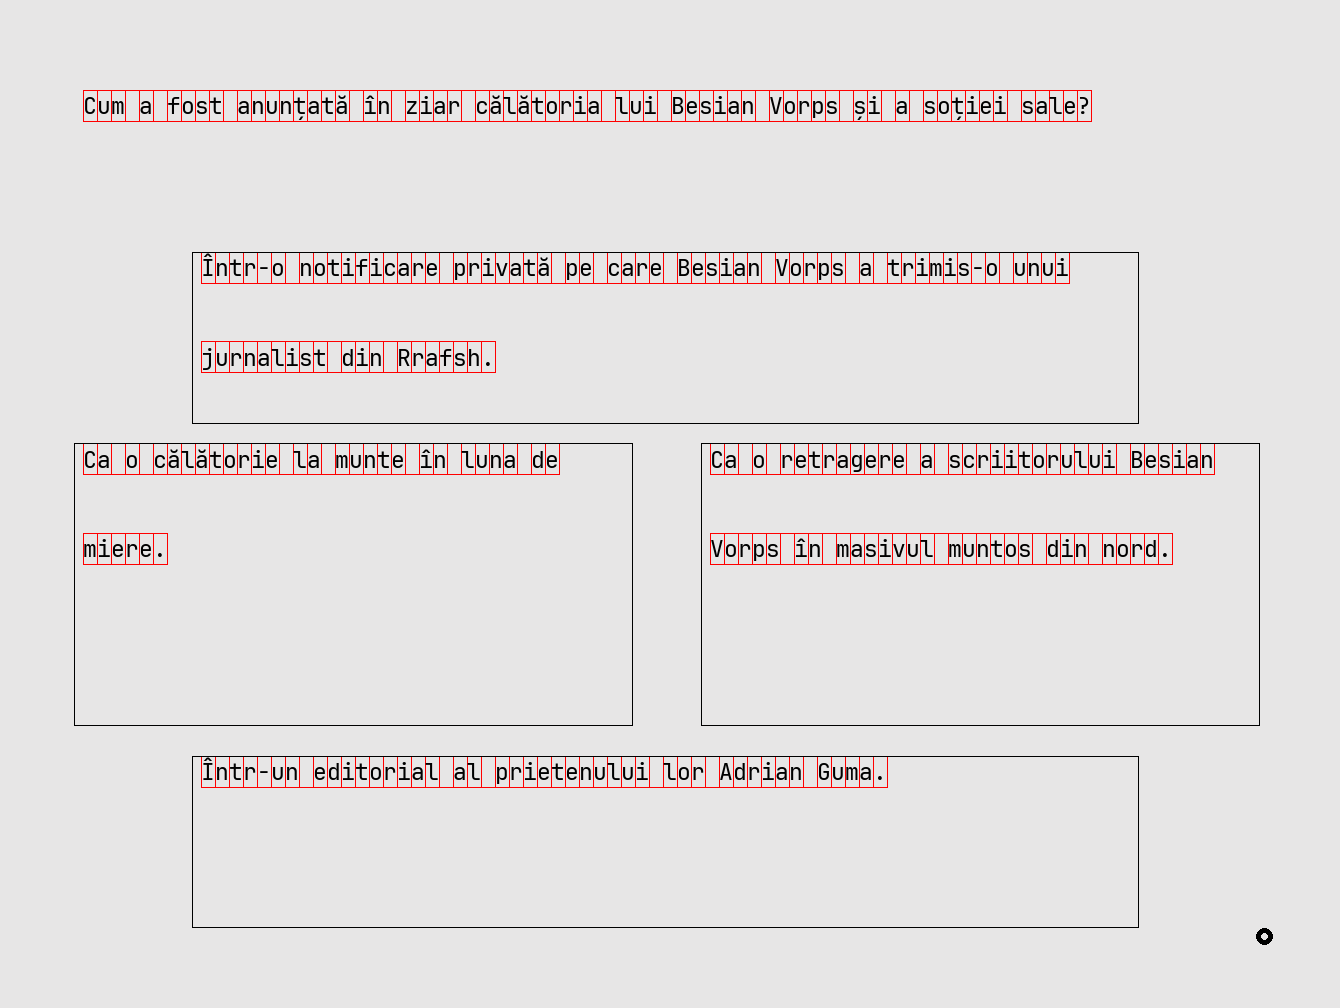 Cum a fost anunțată în ziar călătoria lui Besian Vorps și a soției sale?
Într-o notificare privată pe care Besian Vorps a trimis-o unui
jurnalist din Rrafsh.
Ca o călătorie la munte în luna de
miere.
Ca o retragere a scriitorului Besian
Vorps în masivul muntos din nord.
Într-un editorial al prietenului lor Adrian Guma.